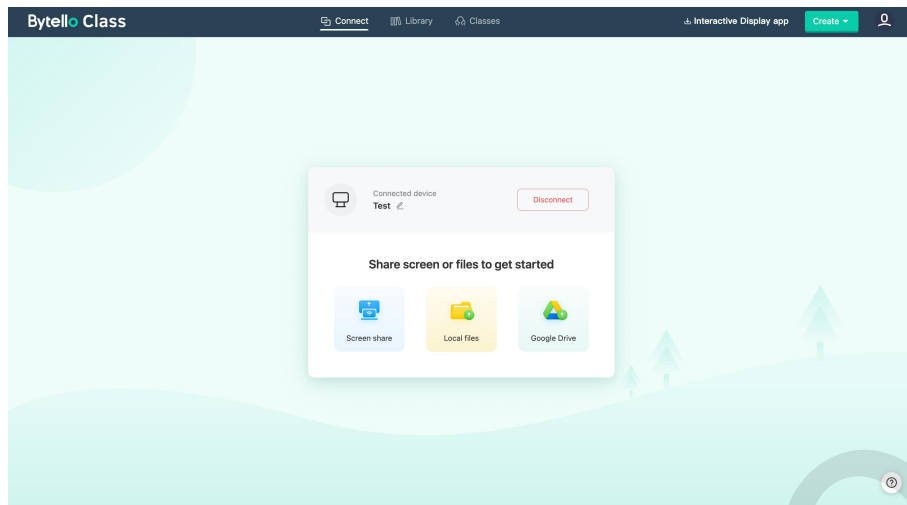 Bytello Class
Connect
Library
Classes
Interactive Display app
Create
Connected device
Test
Disconnect
Share screen or files to get started
Screen share
Local files
Google Drive